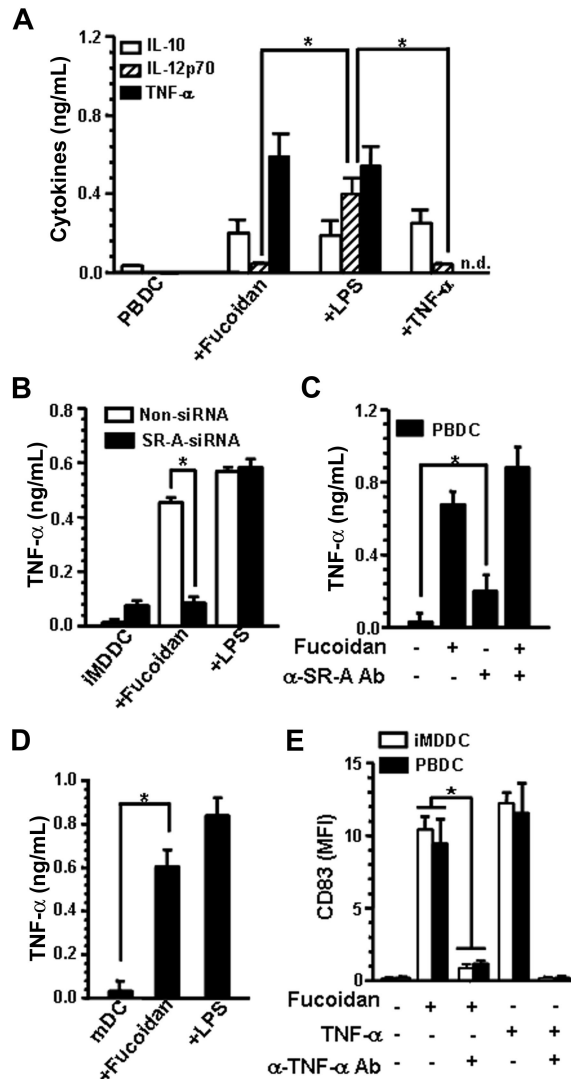 A
Cytokines (ng/mL)
1.2
0.8
0.4
0.0
IL-10
IL-12p70
TNF-α
*
*
n.d.
PBDC
+Fucoidan
+LPS
+TNF-α
B
TNF-α (ng/mL)
0.8
0.6
0.4
0.2
0.0
Non-siRNA
SR-A-siRNA
*
iMDDC
+Fucoidan
+LPS
C
TNF-α (ng/mL)
1.2
0.8
0.4
0.0
PBDC
*
Fucoidan - + - +
α-SR-A Ab - - + +
D
TNF-α (ng/mL)
1.0
0.8
0.6
0.4
0.2
0.0
*
mDC
+Fucoidan
+LPS
E
CD83 (MFI)
15
10
5
0
iMDDC
PBDC
*
Fucoidan - + + - -
TNF-α - - - + +
α-TNF-α Ab - - + - +